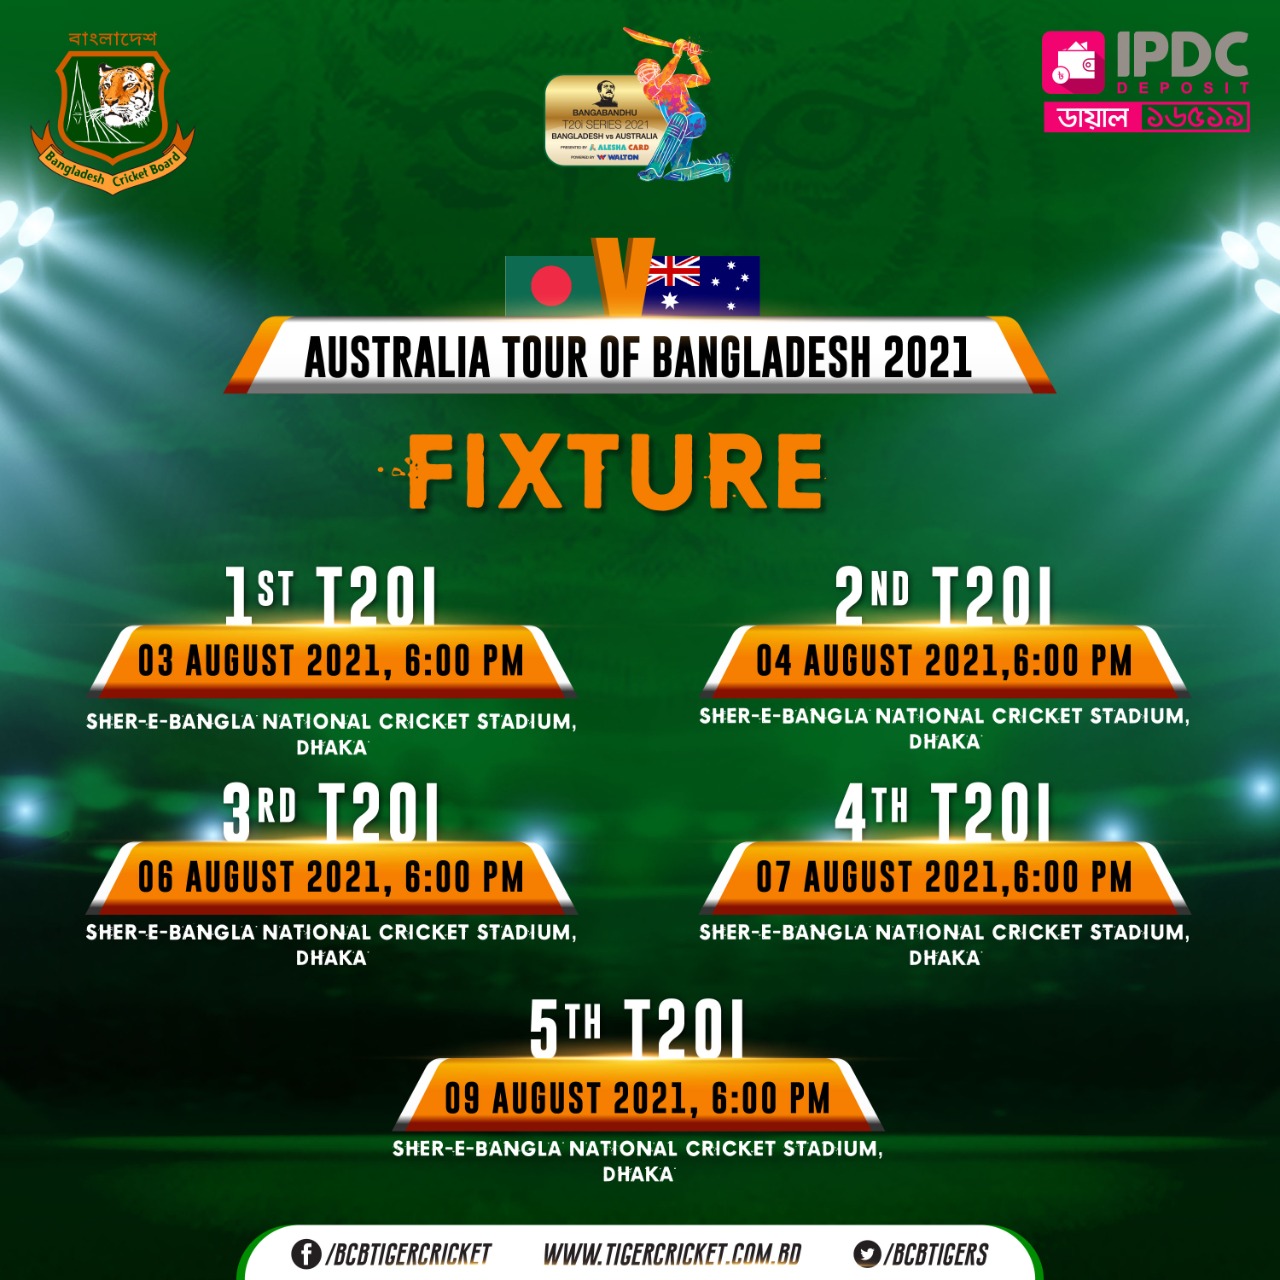 বাংলাদেশ
Bangladesh Cricket Board
BANGABANDHU
T20i SERIES 2021
BANGLADESH vs AUSTRALIA
PRESENTED BY ALESHA CARD
POWERED BY WALTON
IPDC
DEPOSIT
ডায়াল ১৬৫১৯
V
AUSTRALIA TOUR OF BANGLADESH 2021
FIXTURE
1ST T20I
03 AUGUST 2021, 6:00 PM
SHER-E-BANGLA NATIONAL CRICKET STADIUM,
DHAKA
2ND T20I
04 AUGUST 2021,6:00 PM
SHER-E-BANGLA NATIONAL CRICKET STADIUM,
DHAKA
3RD T20I
06 AUGUST 2021, 6:00 PM
SHER-E-BANGLA NATIONAL CRICKET STADIUM,
DHAKA
4TH T20I
07 AUGUST 2021,6:00 PM
SHER-E-BANGLA NATIONAL CRICKET STADIUM,
DHAKA
5TH T20I
09 AUGUST 2021, 6:00 PM
SHER-E-BANGLA NATIONAL CRICKET STADIUM,
DHAKA
/BCBTIGERCRICKET WWW.TIGERCRICKET.COM.BD /BCBTIGERS